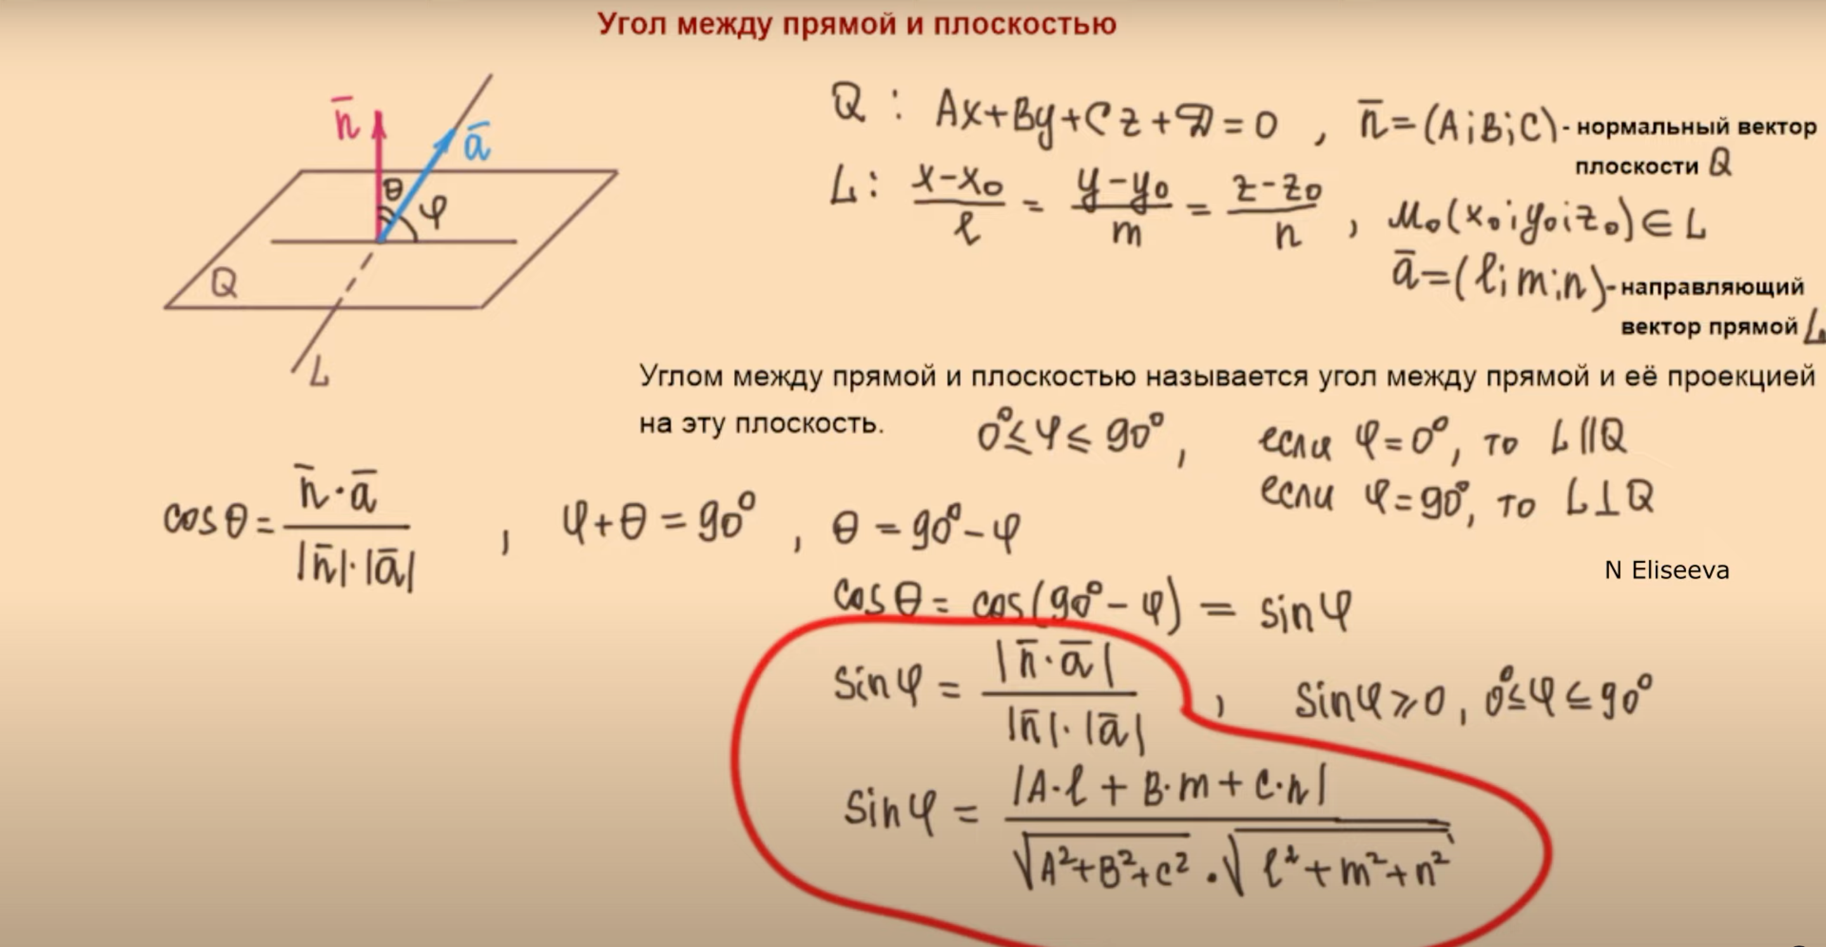 Угол между прямой и плоскостью
n̄
ā
θ
φ
Q
L
Q : Ax+By+Cz+D=0 , n̄=(A;B;C) - нормальный вектор
плоскости Q
L: (x-x₀)/ℓ = (y-y₀)/m = (z-z₀)/n , M₀(x₀;y₀;z₀)∈L
ā=(ℓ;m;n) - направляющий
вектор прямой L
Углом между прямой и плоскостью называется угол между прямой и её проекцией
на эту плоскость. 0°≤φ≤90°, если φ=0°, то L∥Q
если φ=90°, то L⊥Q
cosθ= (n̄·ā)/(|n̄|·|ā|) , φ+θ=90° , θ=90°-φ
N Eliseeva
cosθ= cos(90°-φ) = sinφ
sinφ = |n̄·ā|/(|n̄|·|ā|) , sinφ⩾0, 0°≤φ≤90°
sinφ = |A·ℓ+B·m+C·n|/(√(A²+B²+C²)·√(ℓ²+m²+n²))